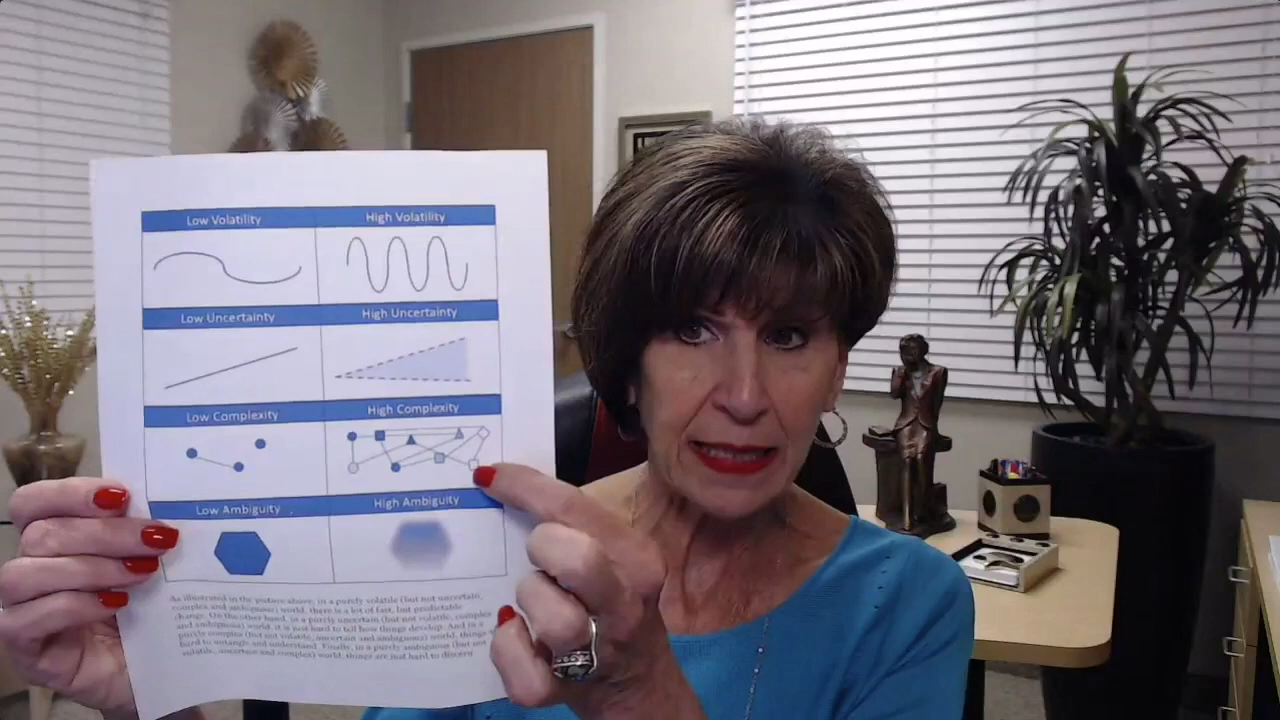 Low Volatility High Volatility
Low Uncertainty High Uncertainty
Low Complexity High Complexity
Low Ambiguity High Ambiguity
As illustrated in the picture above, in a purely volatile (but not uncertain,
complex and ambiguous) world, there is a lot of fast, but predictable
change. On the other hand, in a purely uncertain (but not volatile, complex
and ambiguous) world, it is just hard to tell how things develop. And in a
purely complex (but not volatile, uncertain and ambiguous) world, things
hard to untangle and understand. Finally, in a purely ambiguous (but not
volatile, uncertain and complex) world, things are just hard to discern